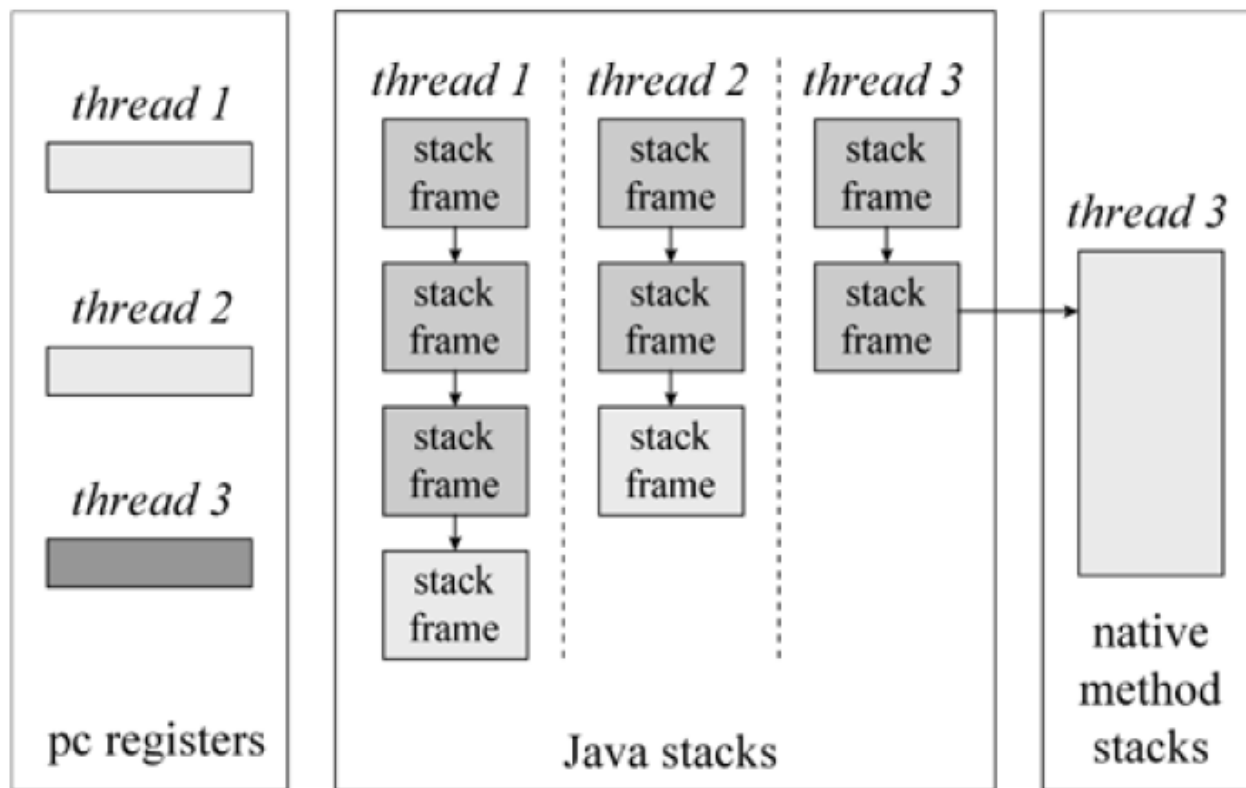 thread 1
thread 2
thread 3
pc registers
thread 1
stack
frame
stack
frame
stack
frame
stack
frame
thread 2
stack
frame
stack
frame
stack
frame
thread 3
stack
frame
stack
frame
Java stacks
thread 3
native
method
stacks